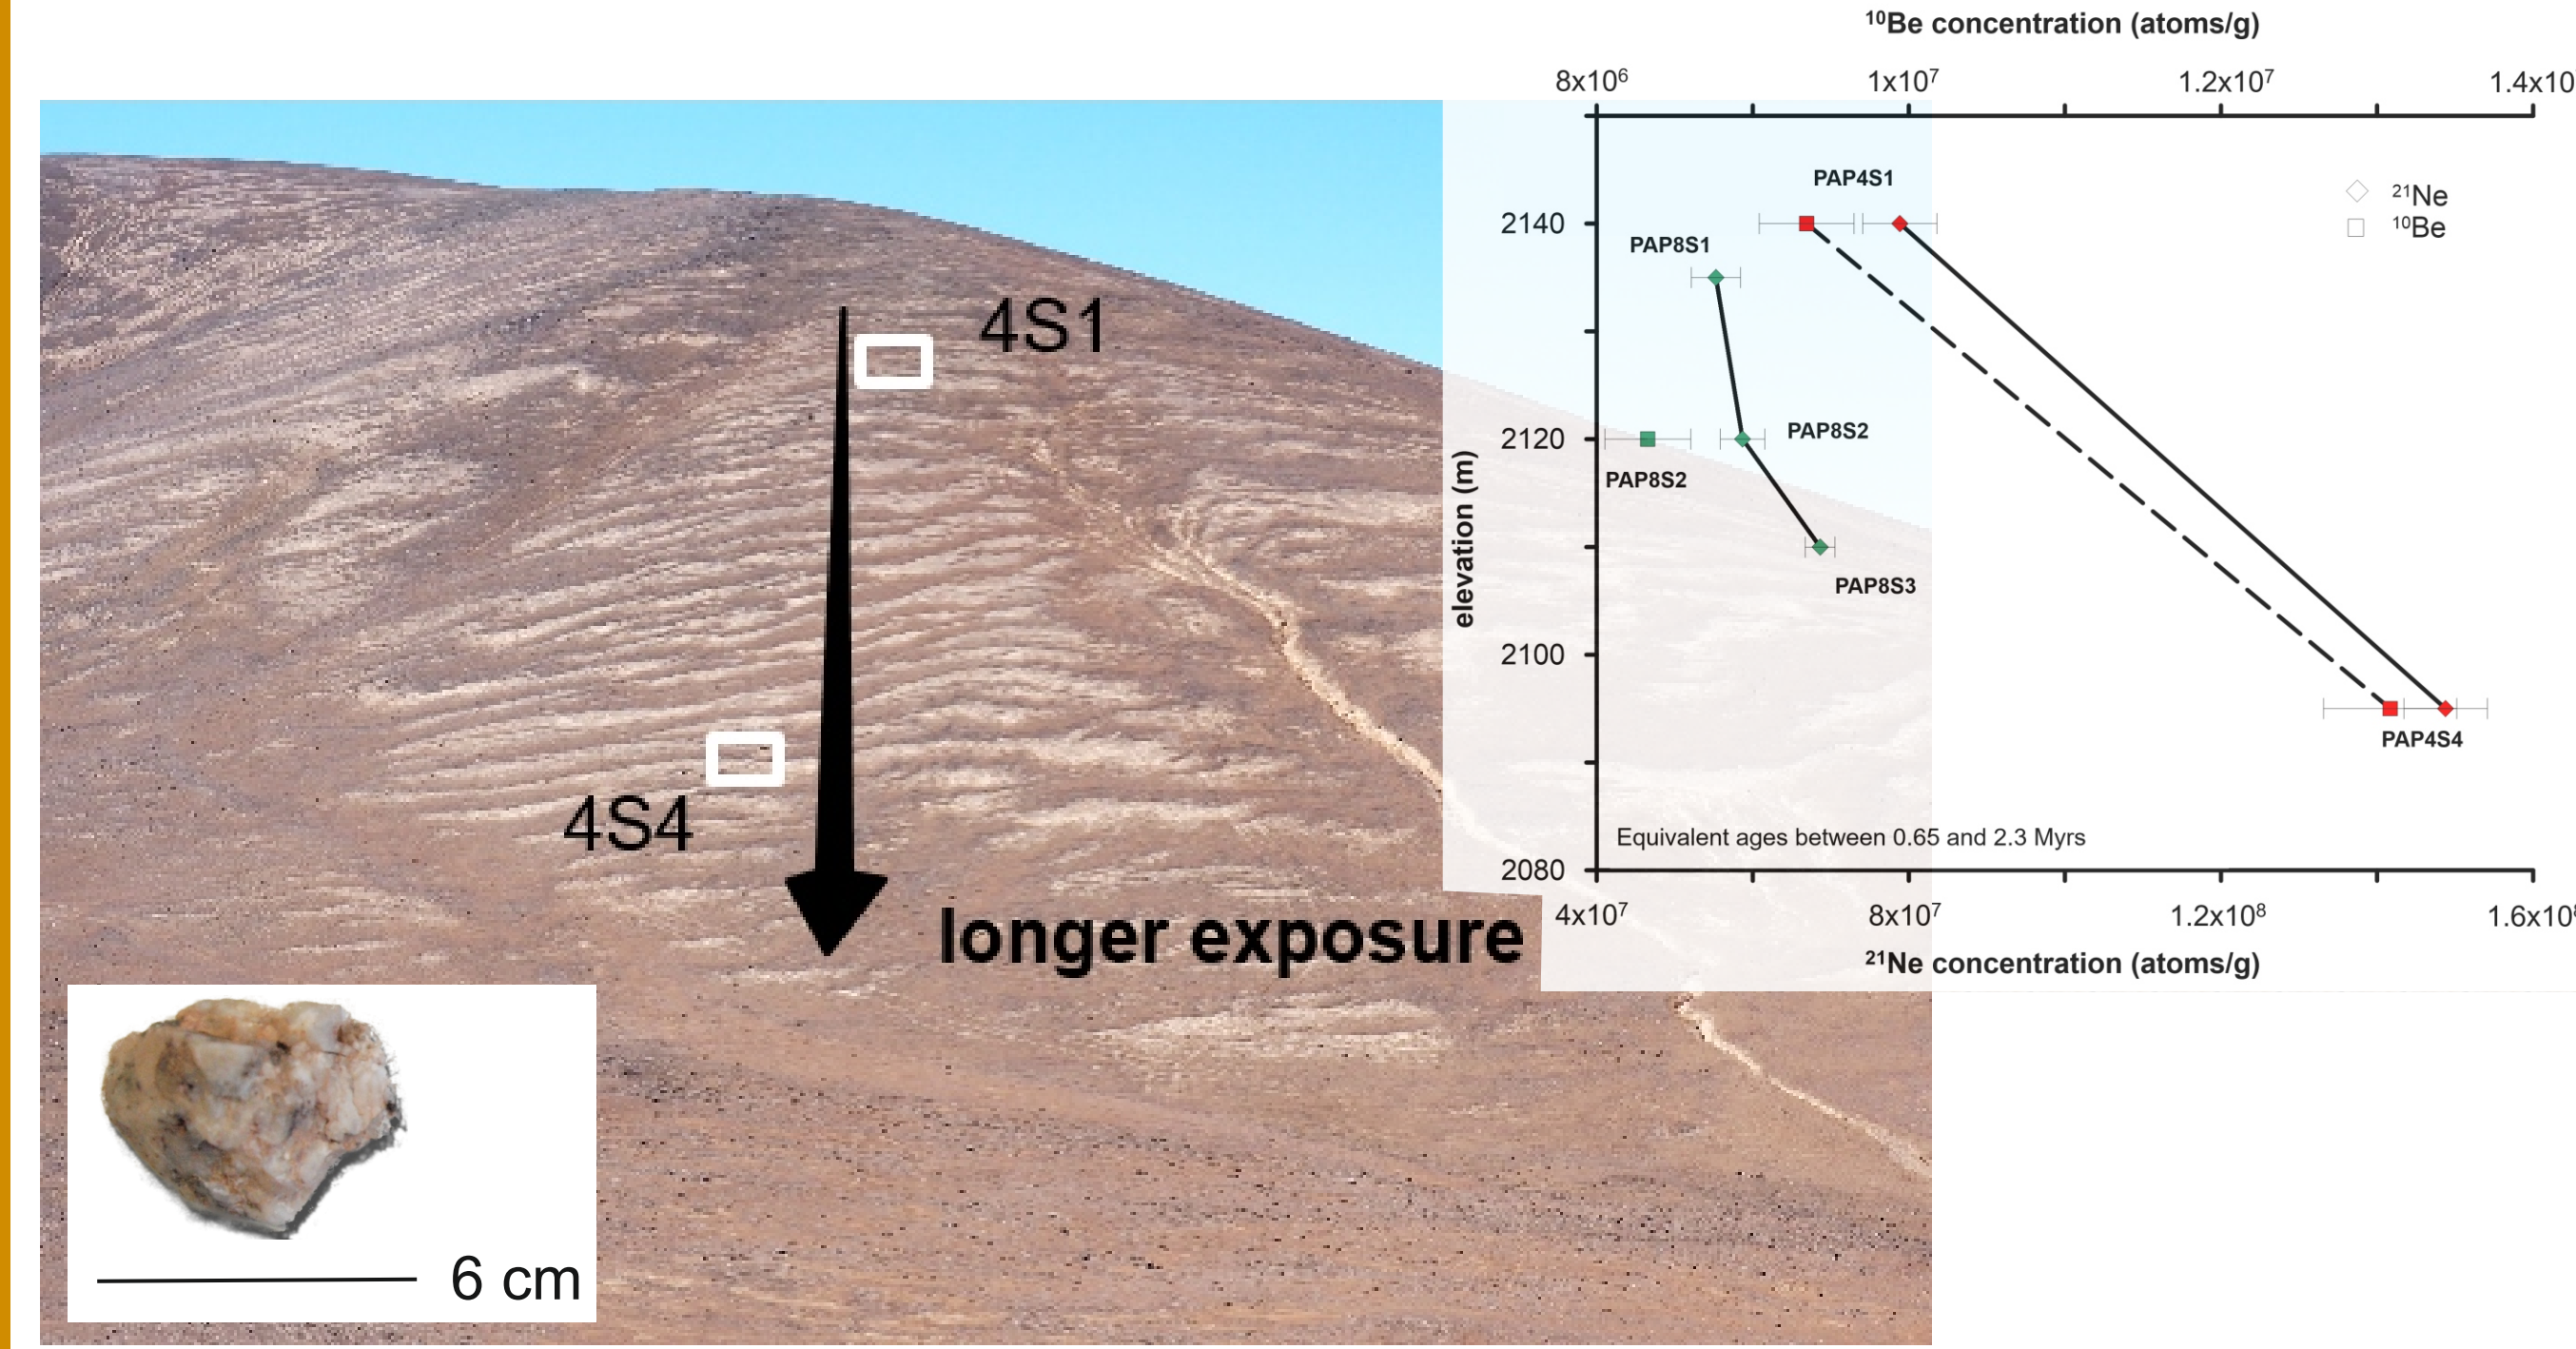 ¹⁰Be concentration (atoms/g)
8x10⁶ 1x10⁷ 1.2x10⁷ 1.4x10
PAP4S1
²¹Ne
¹⁰Be
2140
PAP8S1
4S1
2120
PAP8S2
PAP8S2
elevation (m)
PAP8S3
2100
PAP4S4
4S4
Equivalent ages between 0.65 and 2.3 Myrs
2080
4x10⁷ 8x10⁷ 1.2x10⁸ 1.6x10⁸
longer exposure
²¹Ne concentration (atoms/g)
6 cm